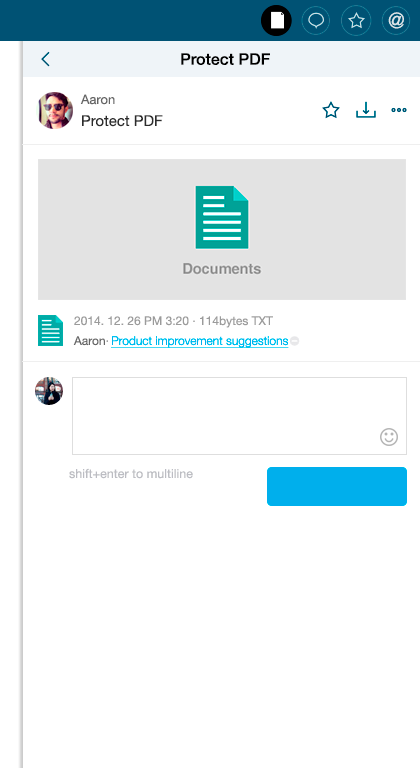 @
Protect PDF
Aaron
Protect PDF
Documents
2014. 12. 26 PM 3:20 · 114bytes TXT
Aaron· Product improvement suggestions
shift+enter to multiline